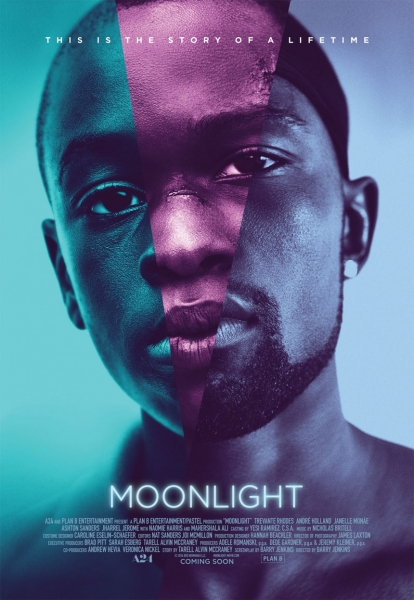 THIS IS THE STORY OF A LIFETIME
MOONLIGHT
A24 AND PLAN B ENTERTAINMENT PRESENT A PLAN B ENTERTAINMENT/PASTEL PRODUCTION "MOONLIGHT" TREVANTE RHODES ANDRÉ HOLLAND JANELLE MONÁE
ASHTON SANDERS JHARREL JEROME WITH NAOMIE HARRIS AND MAHERSHALA ALI CASTING BY YESI RAMIREZ, C.S.A. MUSIC BY NICHOLAS BRITELL
COSTUME DESIGNER CAROLINE ESELIN-SCHAEFER EDITORS NAT SANDERS JOI MCMILLON PRODUCTION DESIGNER HANNAH BEACHLER DIRECTOR OF PHOTOGRAPHY JAMES LAXTON
EXECUTIVE PRODUCERS BRAD PITT SARAH ESBERG TARELL ALVIN MCCRANEY PRODUCERS ADELE ROMANSKI, p.g.a. DEDE GARDNER, p.g.a. & JEREMY KLEINER, p.g.a.
CO-PRODUCERS ANDREW HEVIA VERONICA NICKEL STORY BY TARELL ALVIN MCCRANEY SCREENPLAY BY BARRY JENKINS DIRECTED BY BARRY JENKINS
A24 COMING SOON PLAN B